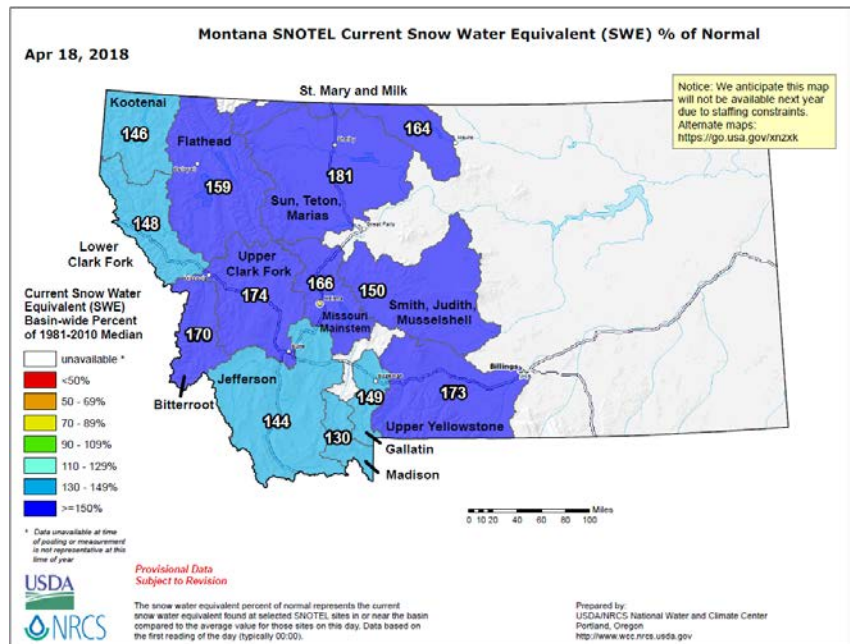 Montana SNOTEL Current Snow Water Equivalent (SWE) % of Normal
Apr 18, 2018
Notice: We anticipate this map
will not be available next year
due to staffing constraints.
Alternate maps:
https://go.usa.gov/xnzxk
St. Mary and Milk
Kootenai
146
Flathead
159
164
Shelby
181
Sun, Teton,
Marias
Great Falls
148
Lower
Clark Fork
Upper
Clark Fork
174
166
Helena
Missouri
Mainstem
150
Smith, Judith,
Musselshell
170
Bitterroot
Butte
Jefferson
144
149
130
Gallatin
Madison
173
Upper Yellowstone
Billings
Current Snow Water
Equivalent (SWE)
Basin-wide Percent
of 1981-2010 Median
unavailable *
<50%
50 - 69%
70 - 89%
90 - 109%
110 - 129%
130 - 149%
>=150%
* Data unavailable at time
of posting or measurement
is not representative at this
time of year
Miles
0 10 20 40 60 80 100
USDA
NRCS
Provisional Data
Subject to Revision
The snow water equivalent percent of normal represents the current
snow water equivalent found at selected SNOTEL sites in or near the basin
compared to the average value for those sites on this day. Data based on
the first reading of the day (typically 00:00).
Prepared by:
USDA/NRCS National Water and Climate Center
Portland, Oregon
http://www.wcc.nrcs.usda.gov